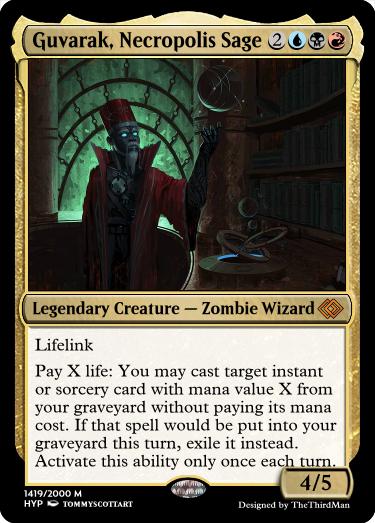 Guvarak, Necropolis Sage 2
Legendary Creature — Zombie Wizard
Lifelink
Pay X life: You may cast target instant
or sorcery card with mana value X from
your graveyard without paying its mana
cost. If that spell would be put into your
graveyard this turn, exile it instead.
Activate this ability only once each turn.
4/5
1419/2000 M
HYP TOMMYSCOTTART
Designed by TheThirdMan